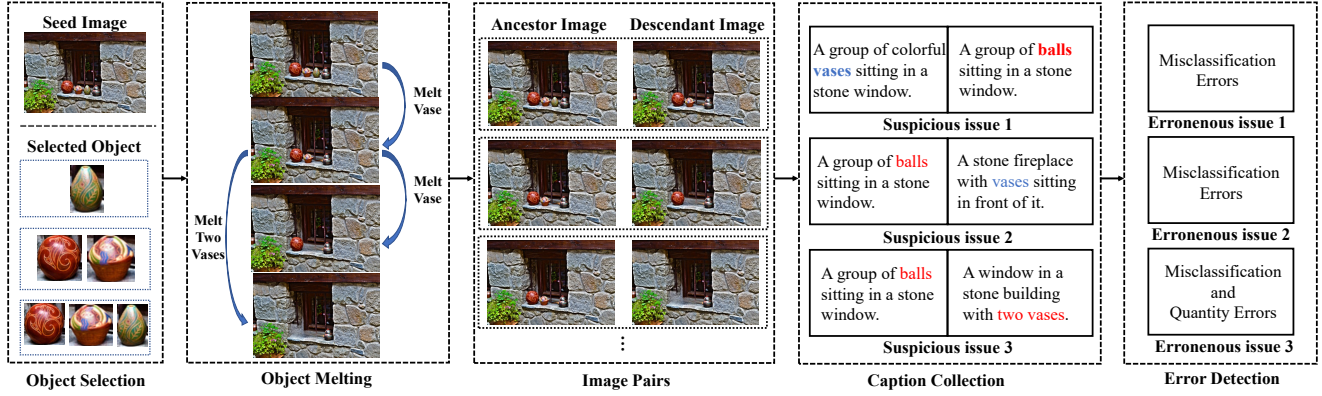 Seed Image
Selected Object
Object Selection
Melt
Vase
Melt
Vase
Melt
Two
Vases
Object Melting
Ancestor Image
Descendant Image
⋮
Image Pairs
A group of colorful
vases sitting in a
stone window.
A group of balls
sitting in a stone
window.
Suspicious issue 1
A group of balls
sitting in a stone
window.
A stone fireplace
with vases sitting
in front of it.
Suspicious issue 2
A group of balls
sitting in a stone
window.
A window in a
stone building
with two vases.
Suspicious issue 3
Caption Collection
Misclassification
Errors
Erronenous issue 1
Misclassification
Errors
Erronenous issue 2
Misclassification
and
Quantity Errors
Erronenous issue 3
Error Detection